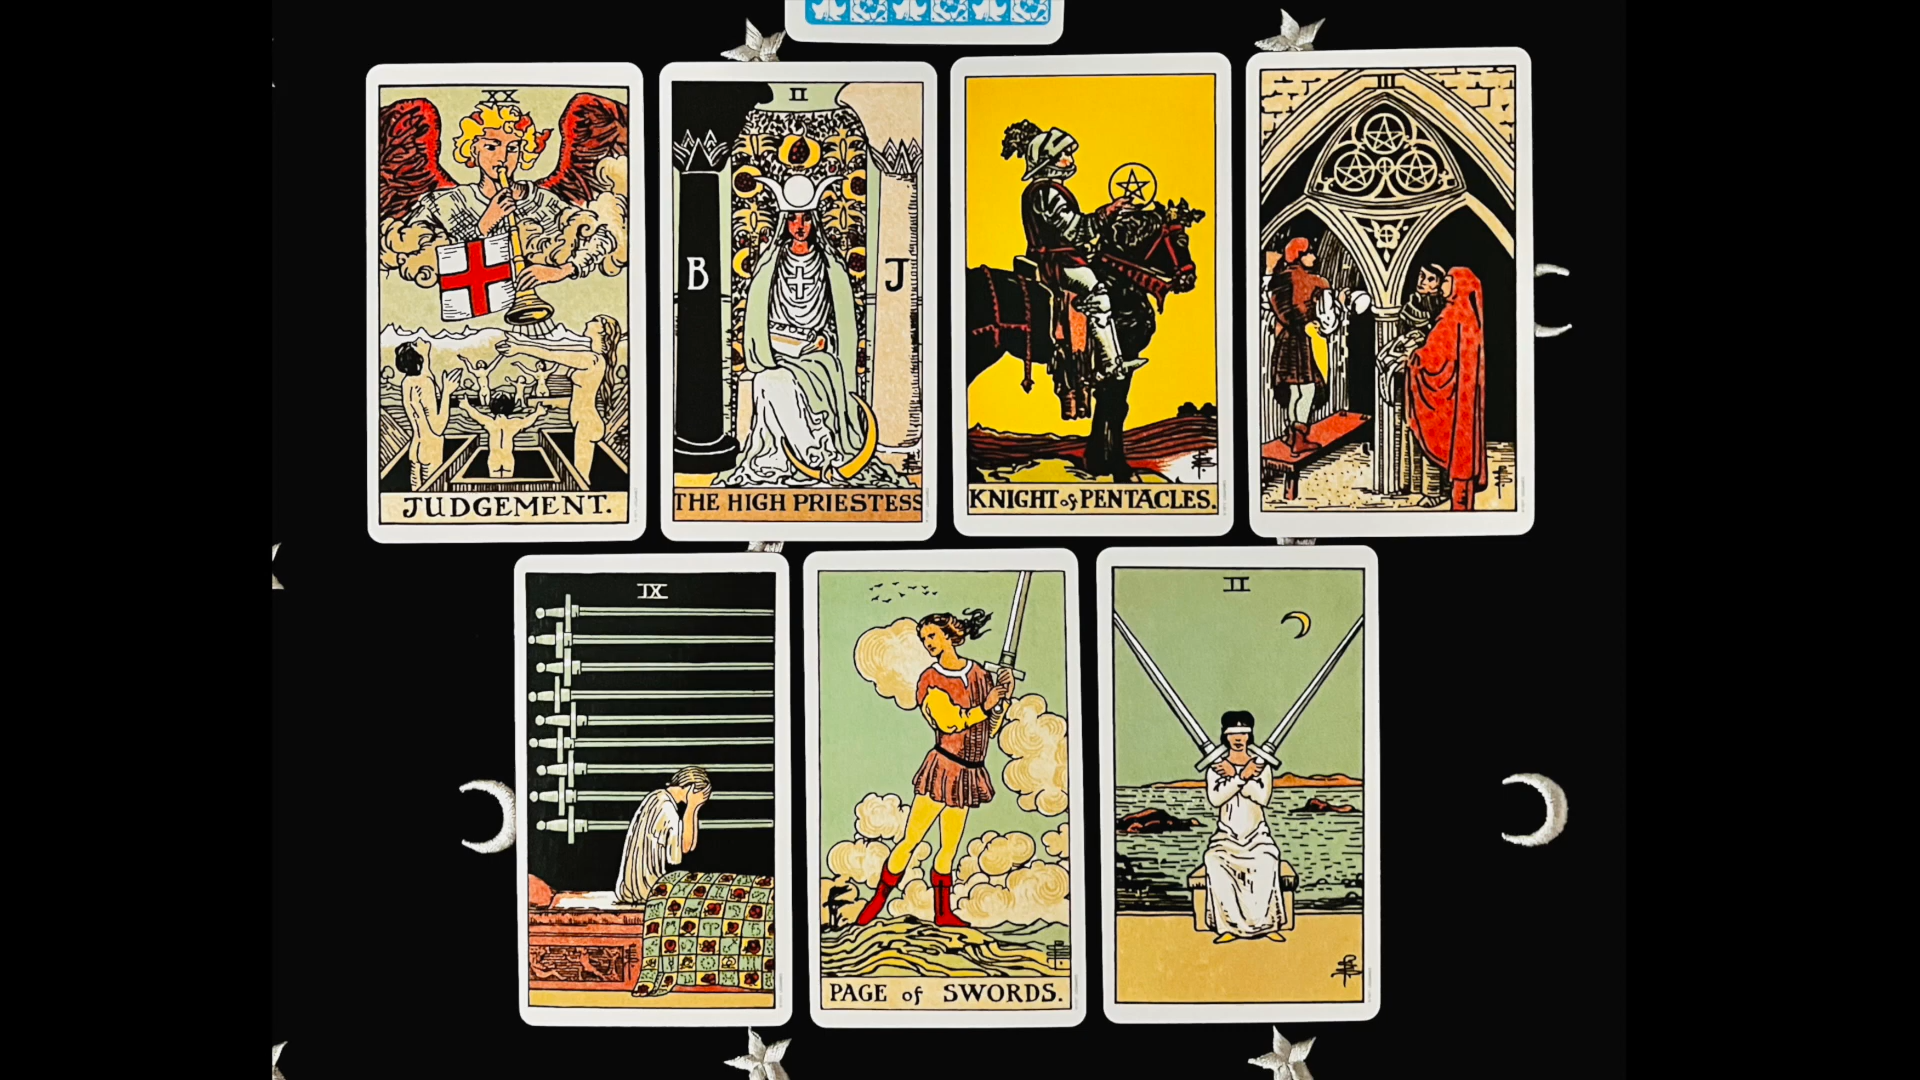 XX
JUDGEMENT.
II
B
J
THE HIGH PRIESTESS
KNIGHT of PENTACLES.
III
IX
PAGE of SWORDS.
II